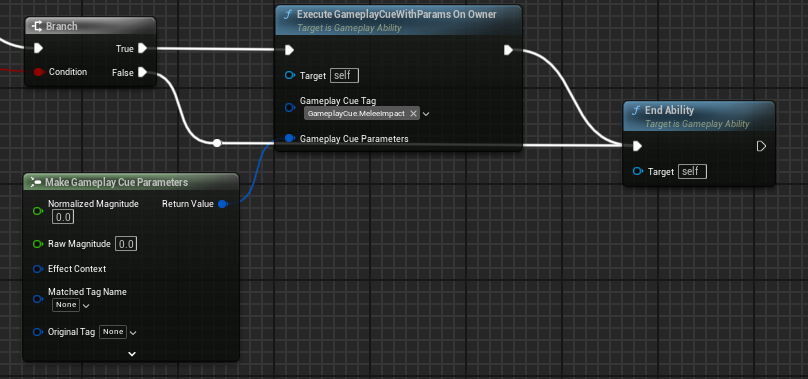 Branch
True
Condition
False
Execute GameplayCueWithParams On Owner
Target is Gameplay Ability
Target self
Gameplay Cue Tag
GameplayCue.MeleeImpact
Gameplay Cue Parameters
End Ability
Target is Gameplay Ability
Target self
Make Gameplay Cue Parameters
Normalized Magnitude Return Value
0.0
Raw Magnitude 0.0
Effect Context
Matched Tag Name
None
Original Tag None